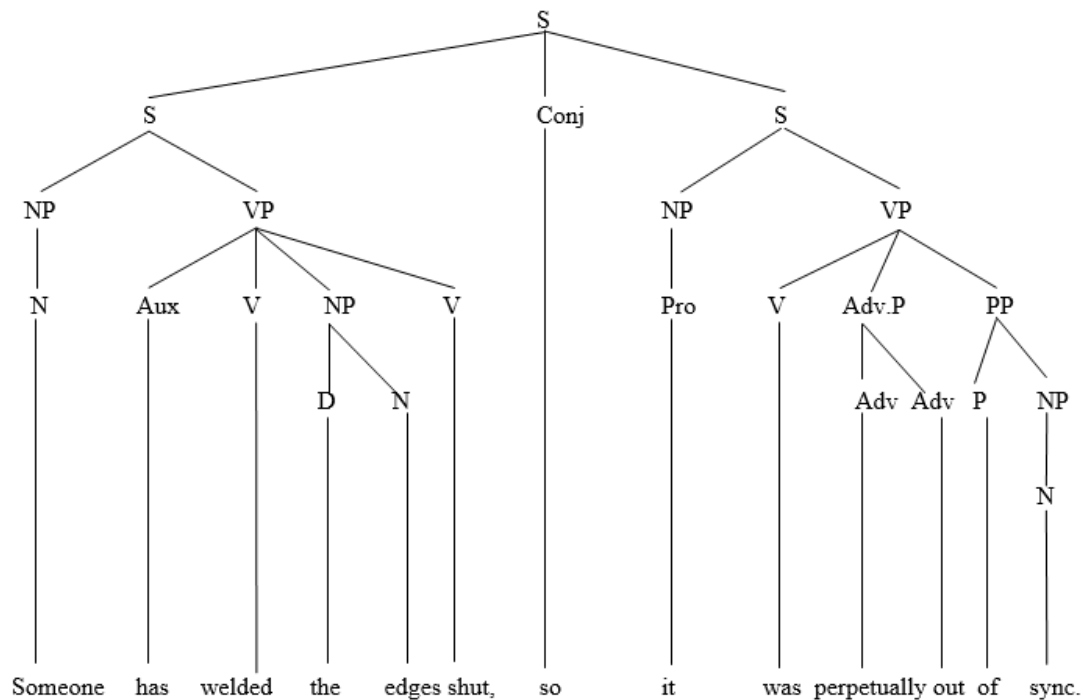 S
S Conj S
NP VP NP VP
N Aux V NP V Pro V Adv.P PP
D N Adv Adv P NP
N
Someone has welded the edges shut, so it was perpetually out of sync.